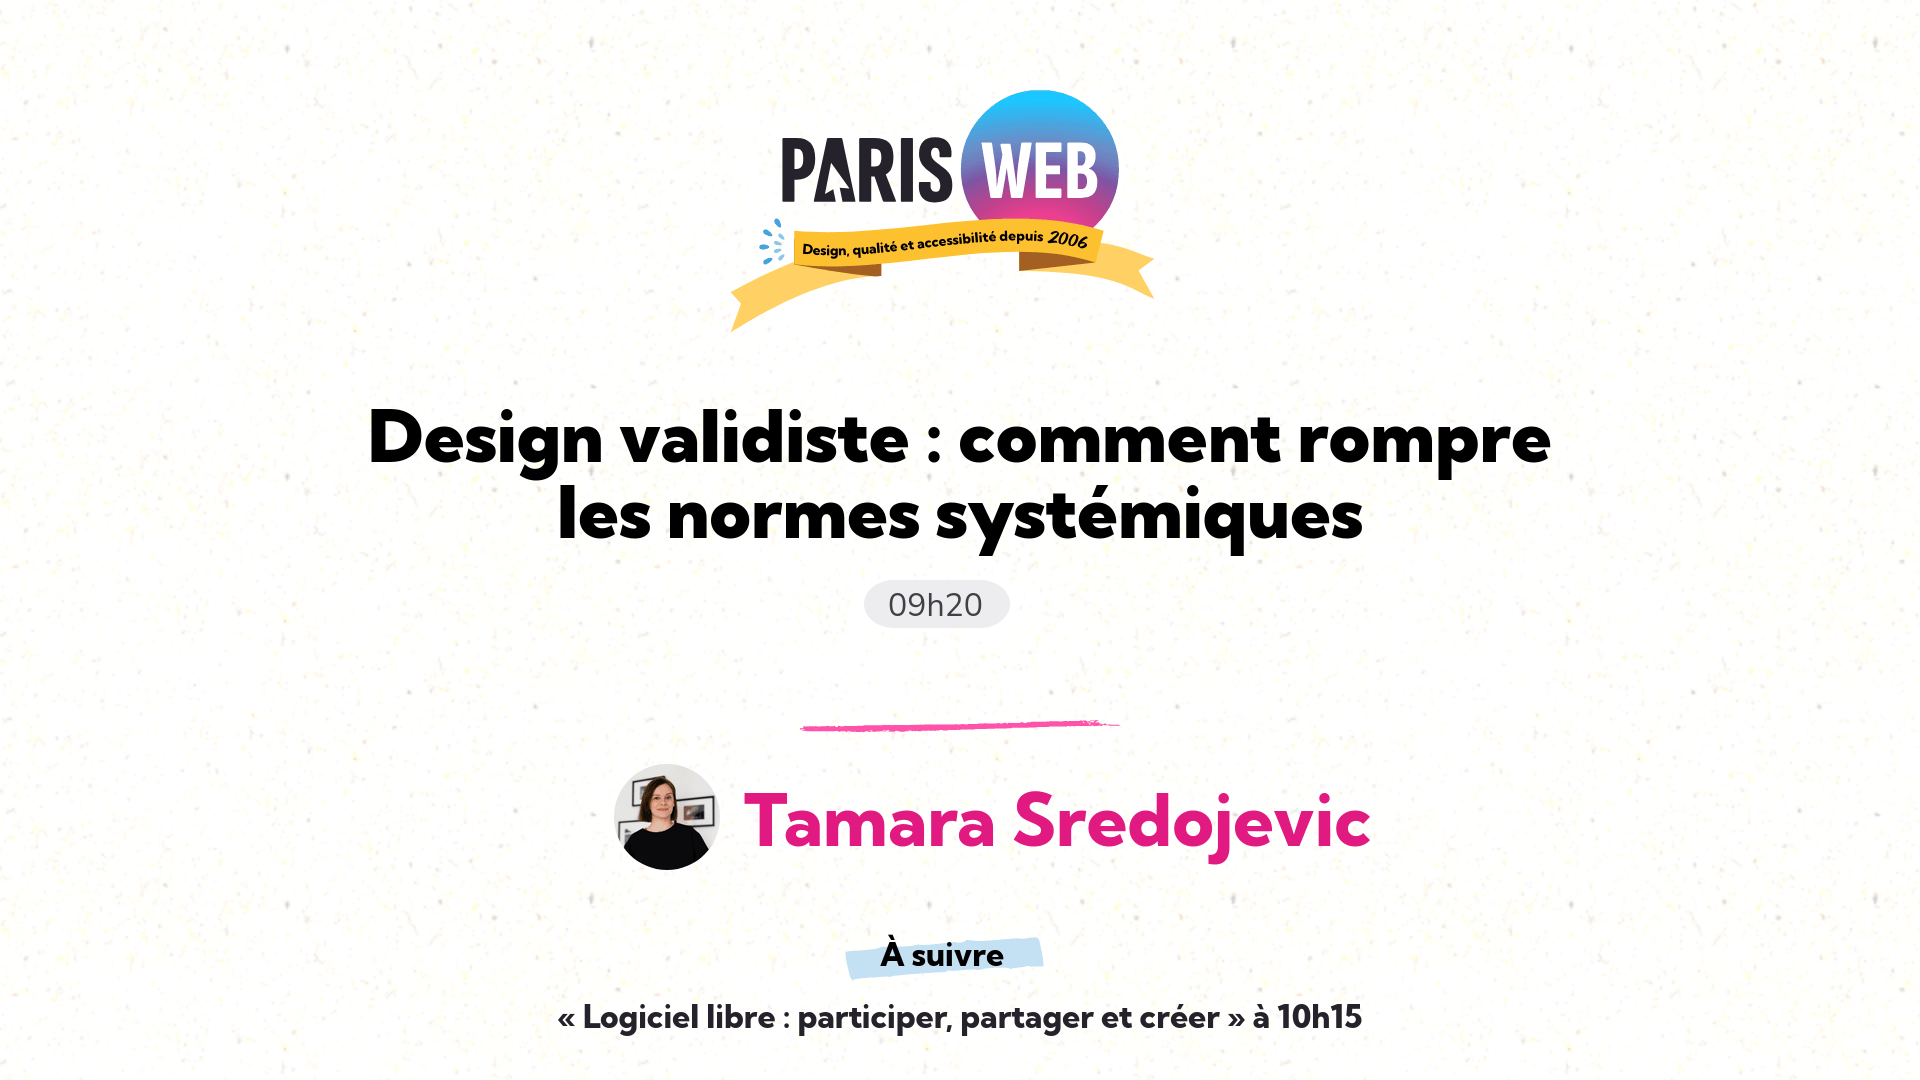 PARIS WEB
Design, qualité et accessibilité depuis 2006
Design validiste : comment rompre
les normes systémiques
09h20
Tamara Sredojevic
À suivre
« Logiciel libre : participer, partager et créer » à 10h15